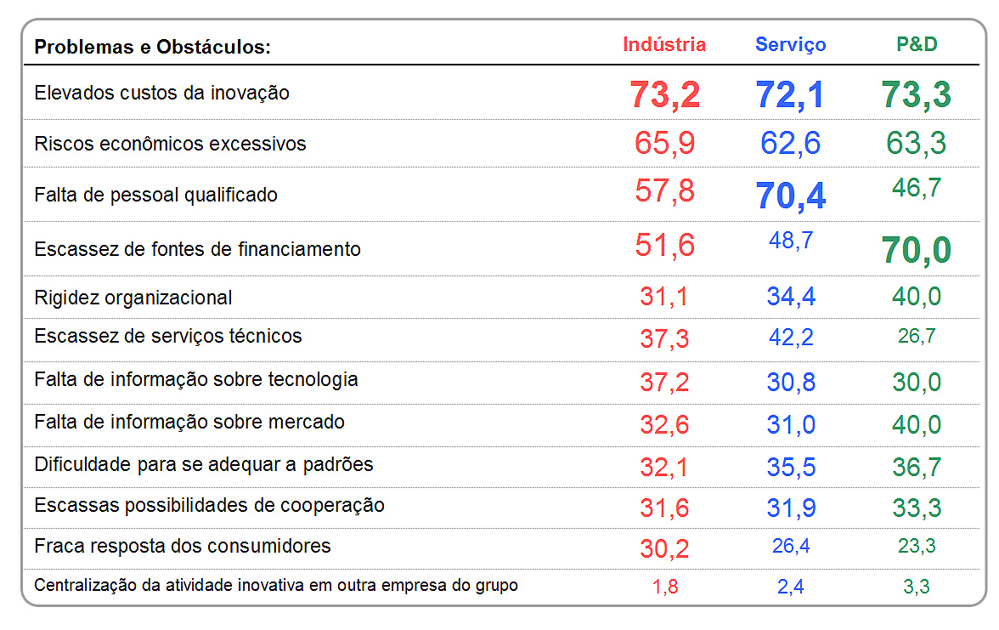 Problemas e Obstáculos: Indústria Serviço P&D
Elevados custos da inovação 73,2 72,1 73,3
Riscos econômicos excessivos 65,9 62,6 63,3
Falta de pessoal qualificado 57,8 70,4 46,7
Escassez de fontes de financiamento 51,6 48,7 70,0
Rigidez organizacional 31,1 34,4 40,0
Escassez de serviços técnicos 37,3 42,2 26,7
Falta de informação sobre tecnologia 37,2 30,8 30,0
Falta de informação sobre mercado 32,6 31,0 40,0
Dificuldade para se adequar a padrões 32,1 35,5 36,7
Escassas possibilidades de cooperação 31,6 31,9 33,3
Fraca resposta dos consumidores 30,2 26,4 23,3
Centralização da atividade inovativa em outra empresa do grupo 1,8 2,4 3,3